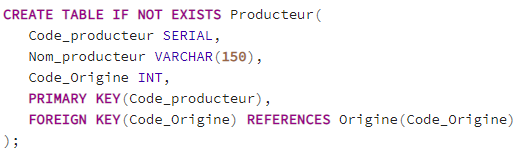 CREATE TABLE IF NOT EXISTS Producteur(
   Code_producteur SERIAL,
   Nom_producteur VARCHAR(150),
   Code_Origine INT,
   PRIMARY KEY(Code_producteur),
   FOREIGN KEY(Code_Origine) REFERENCES Origine(Code_Origine)
);